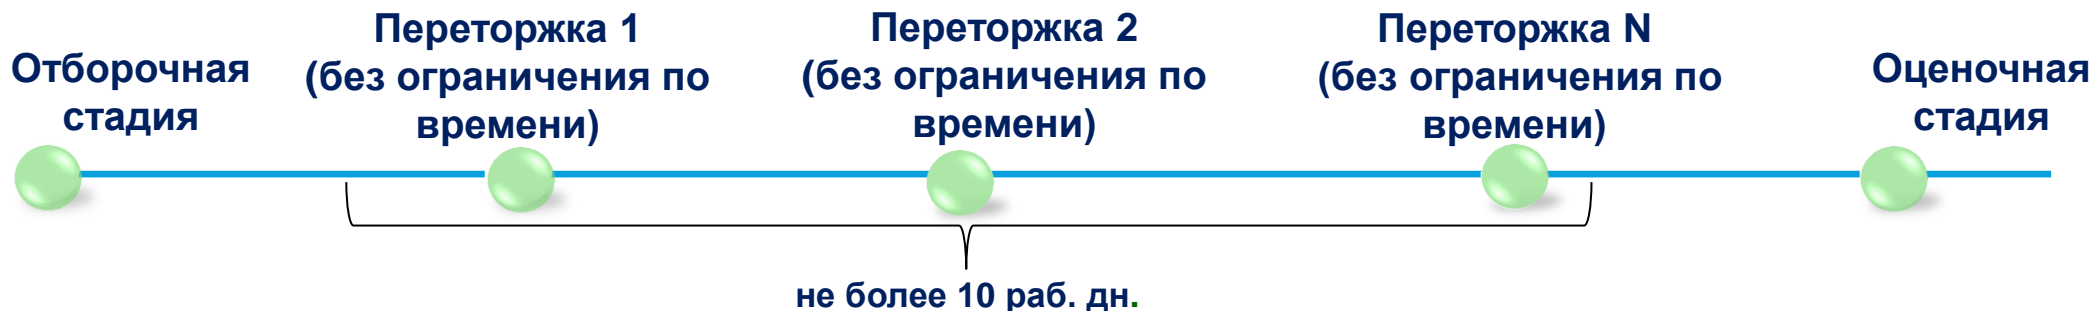 Отборочная
стадия
Переторжка 1
(без ограничения по
времени)
Переторжка 2
(без ограничения по
времени)
Переторжка N
(без ограничения по
времени)
Оценочная
стадия
не более 10 раб. дн.